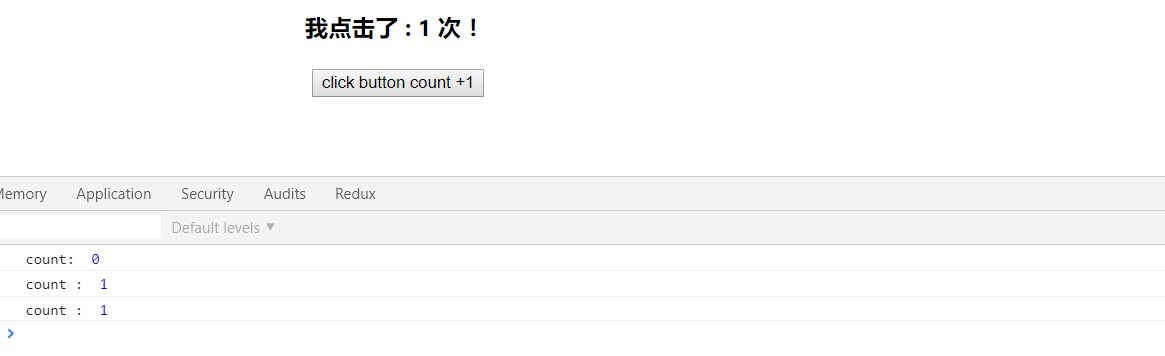 我点击了 : 1 次！
click button count +1
Memory Application Security Audits Redux
Default levels ▼
count: 0
count : 1
count : 1